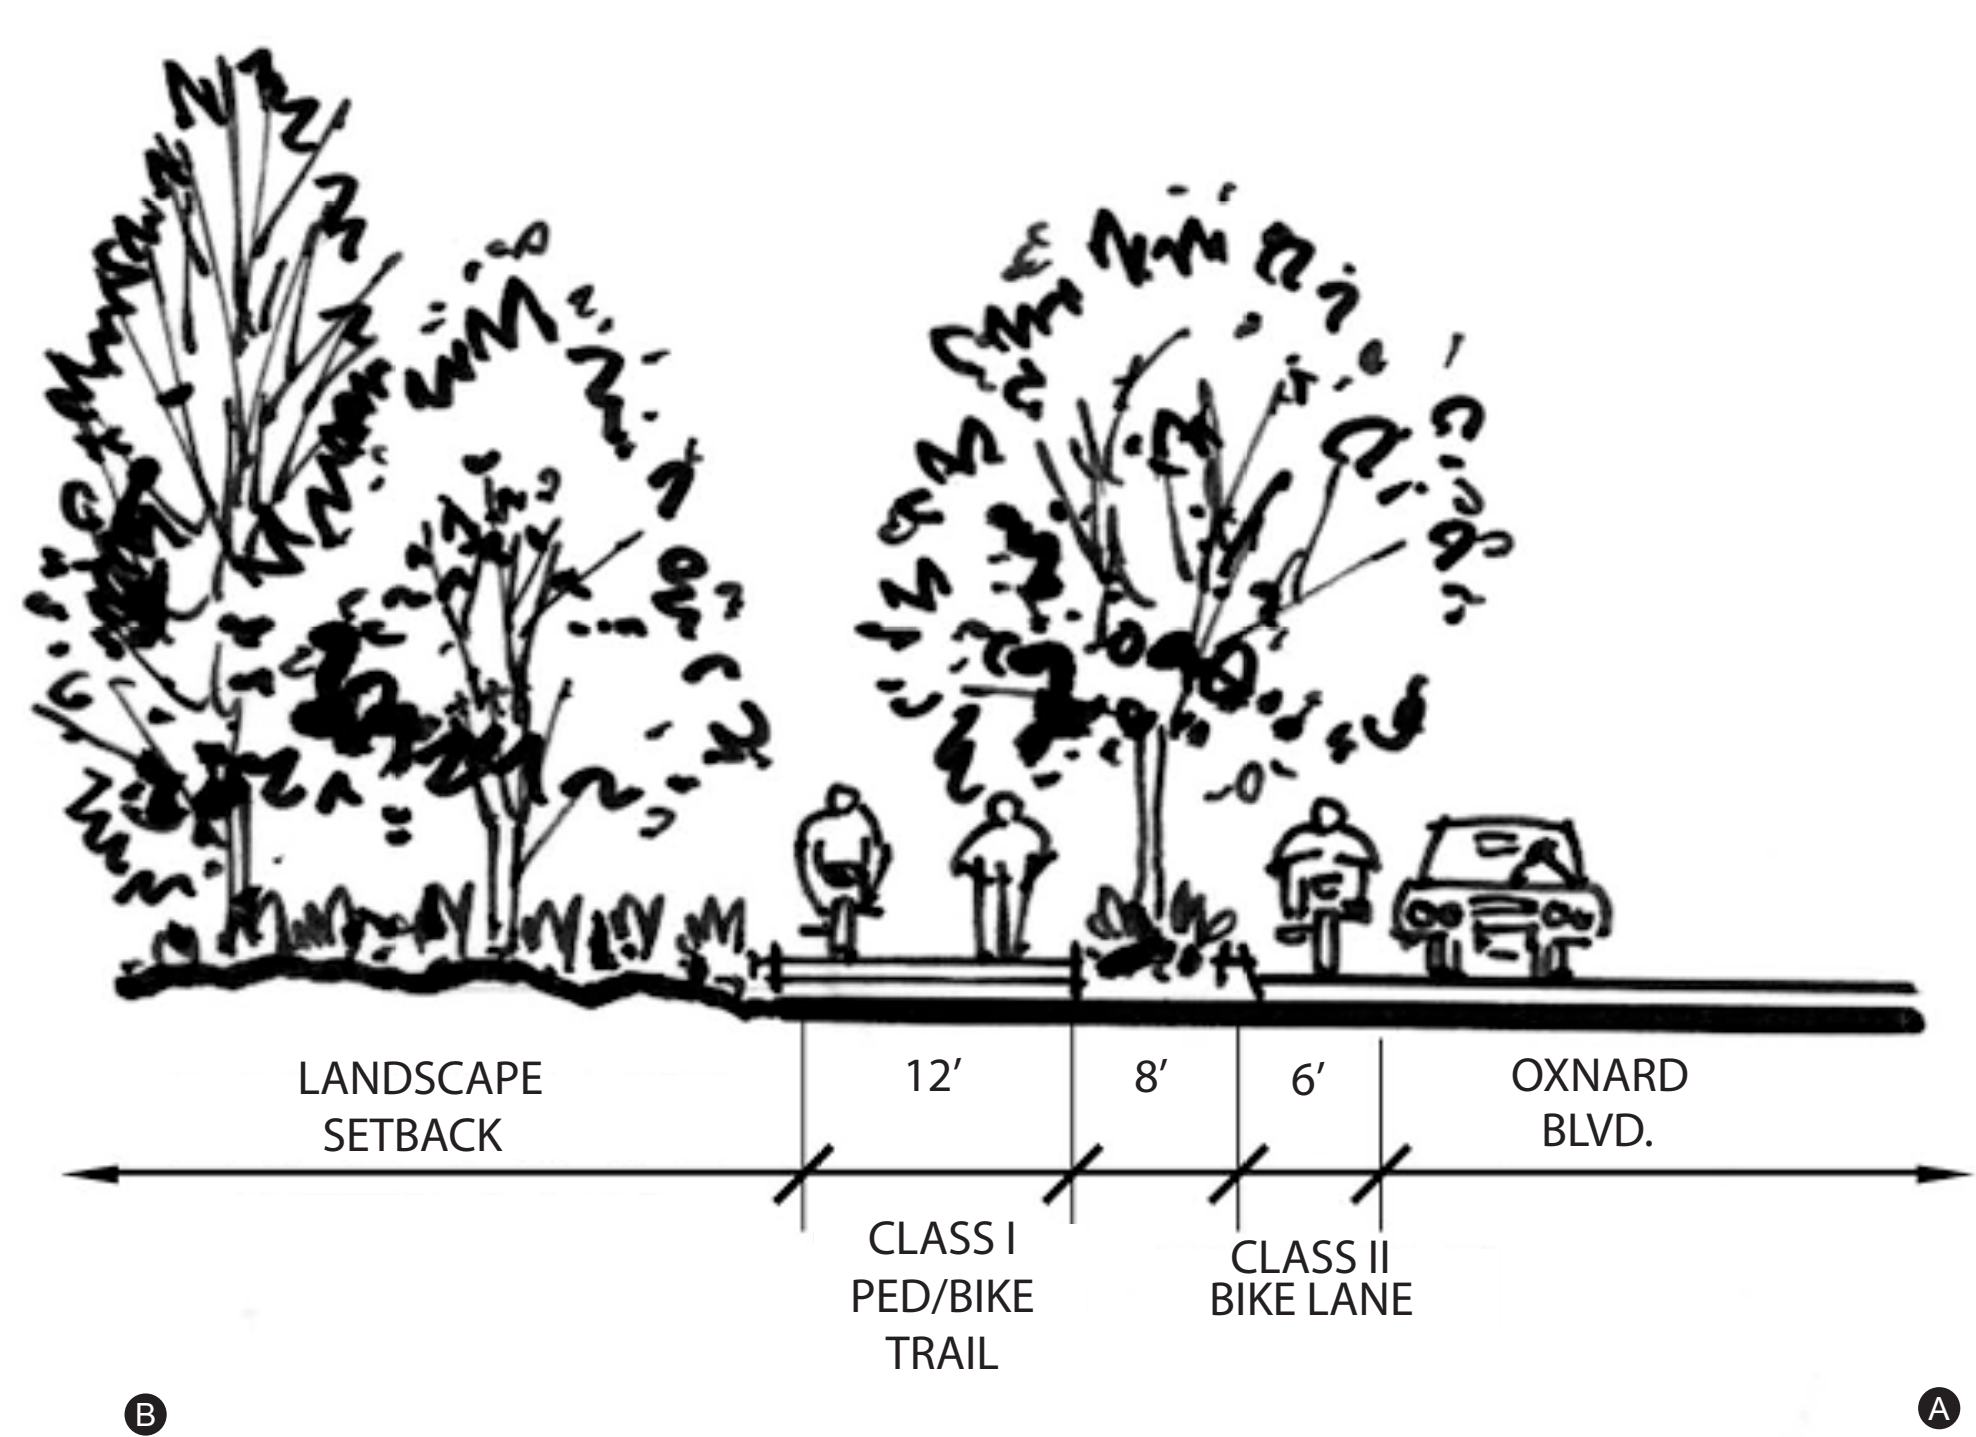 LANDSCAPE
SETBACK
12’
8’
6’
OXNARD
BLVD.
CLASS I
PED/BIKE
TRAIL
CLASS II
BIKE LANE
B
A